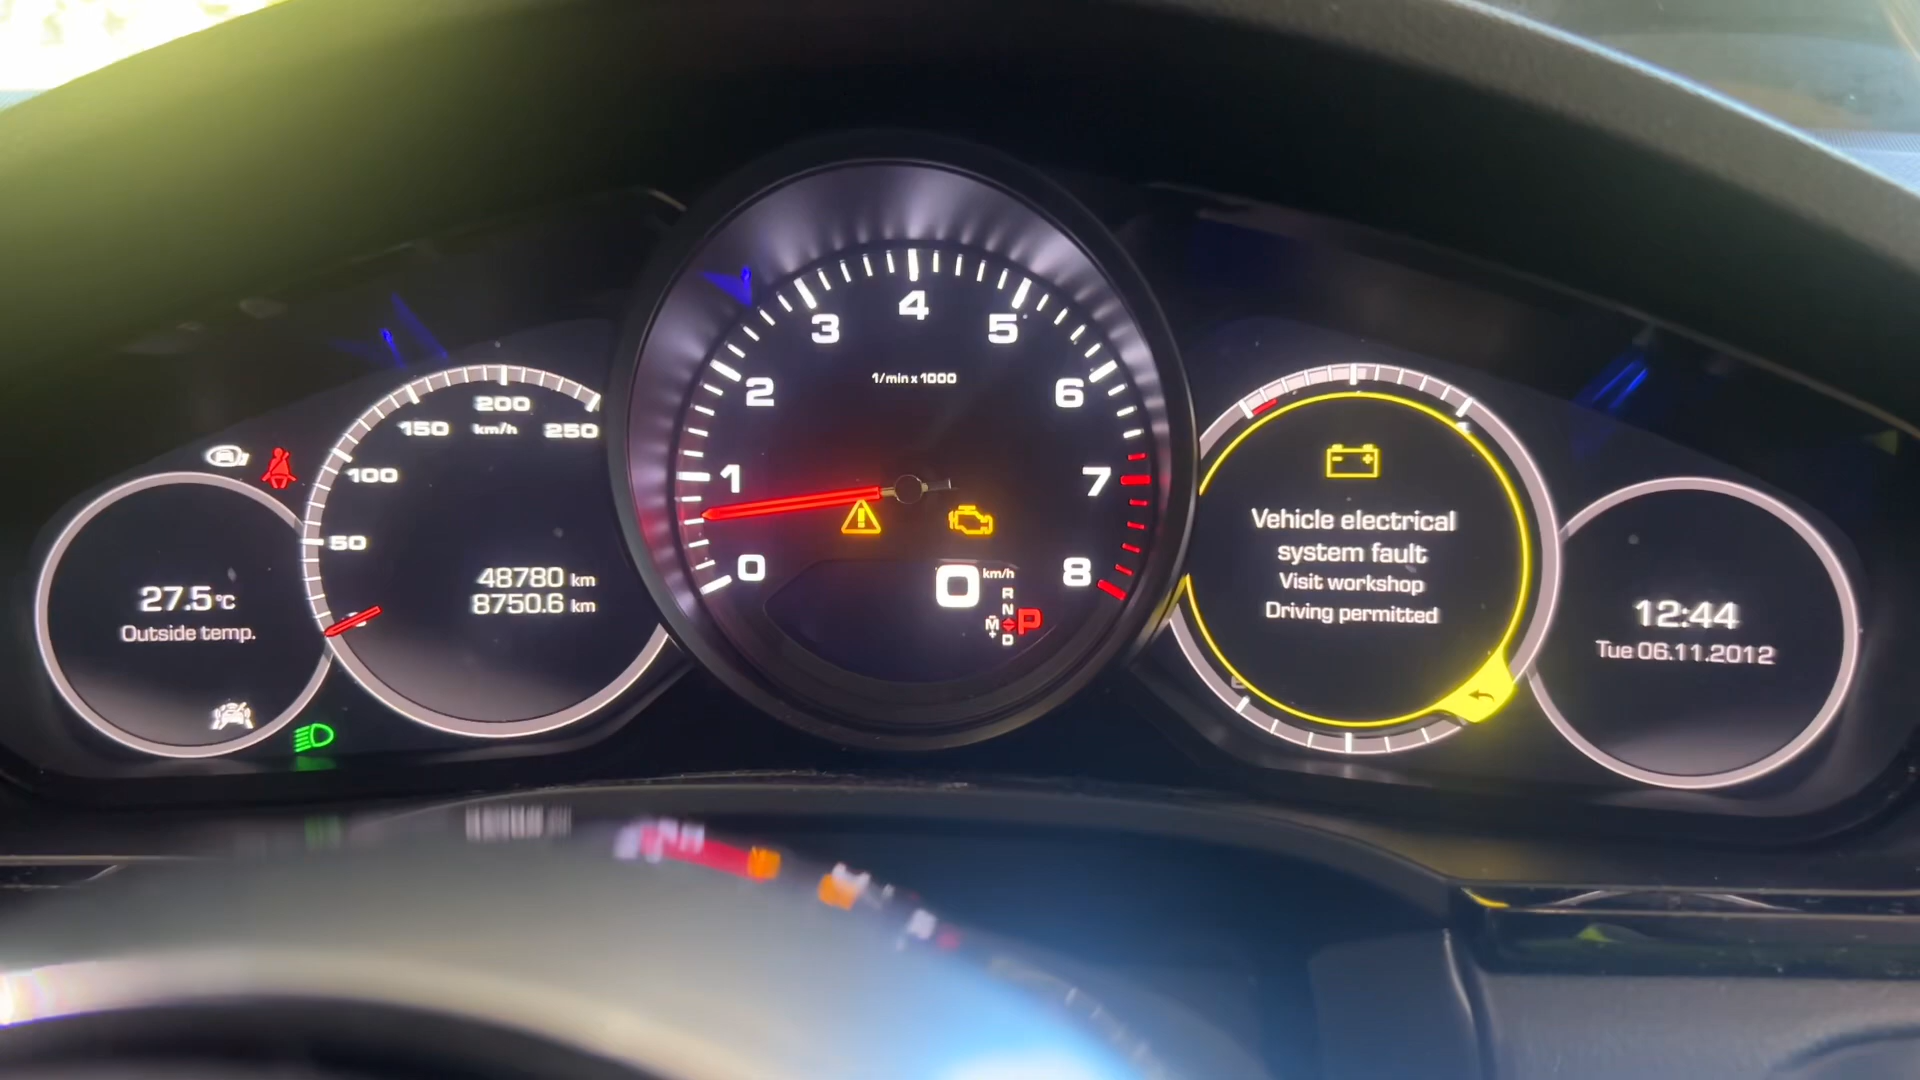 27.5°C
Outside temp.
50
100
150
200
250
km/h
48780 km
8750.6 km
0
1
2
3
4
5
6
7
8
1/min x 1000
0 km/h
R
N
M
D
P
Vehicle electrical
system fault
Visit workshop
Driving permitted
12:44
Tue 06.11.2012